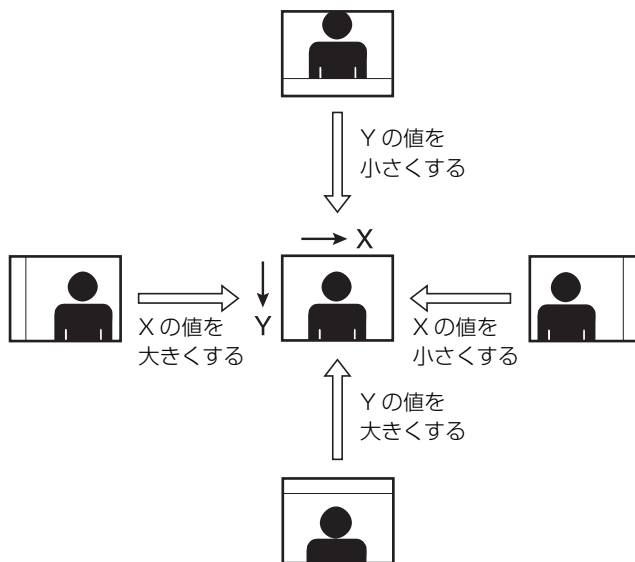 Y の値を
小さくする
X
Y
X の値を
大きくする
X の値を
小さくする
Y の値を
大きくする